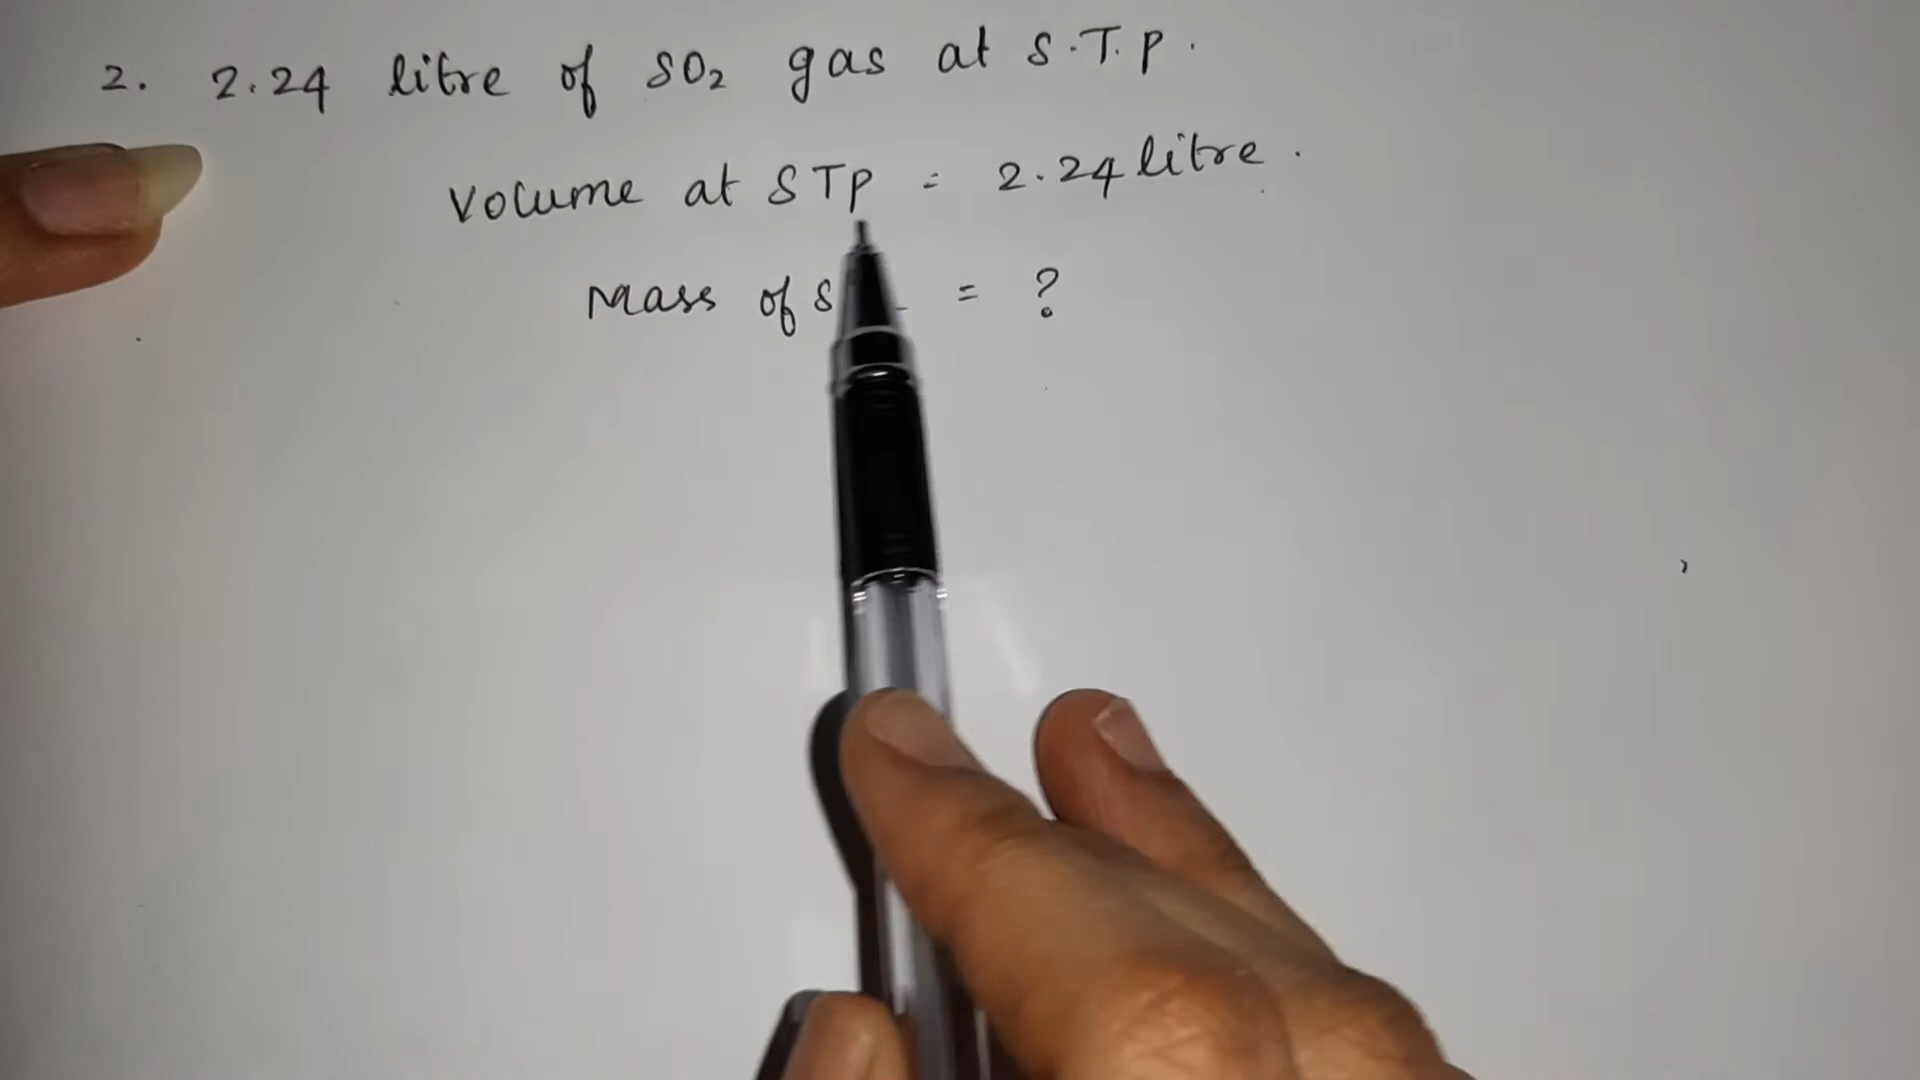 2. 2.24 litre of SO₂ gas at S.T.P.
Volume at STP = 2.24 litre.
Mass of = ?